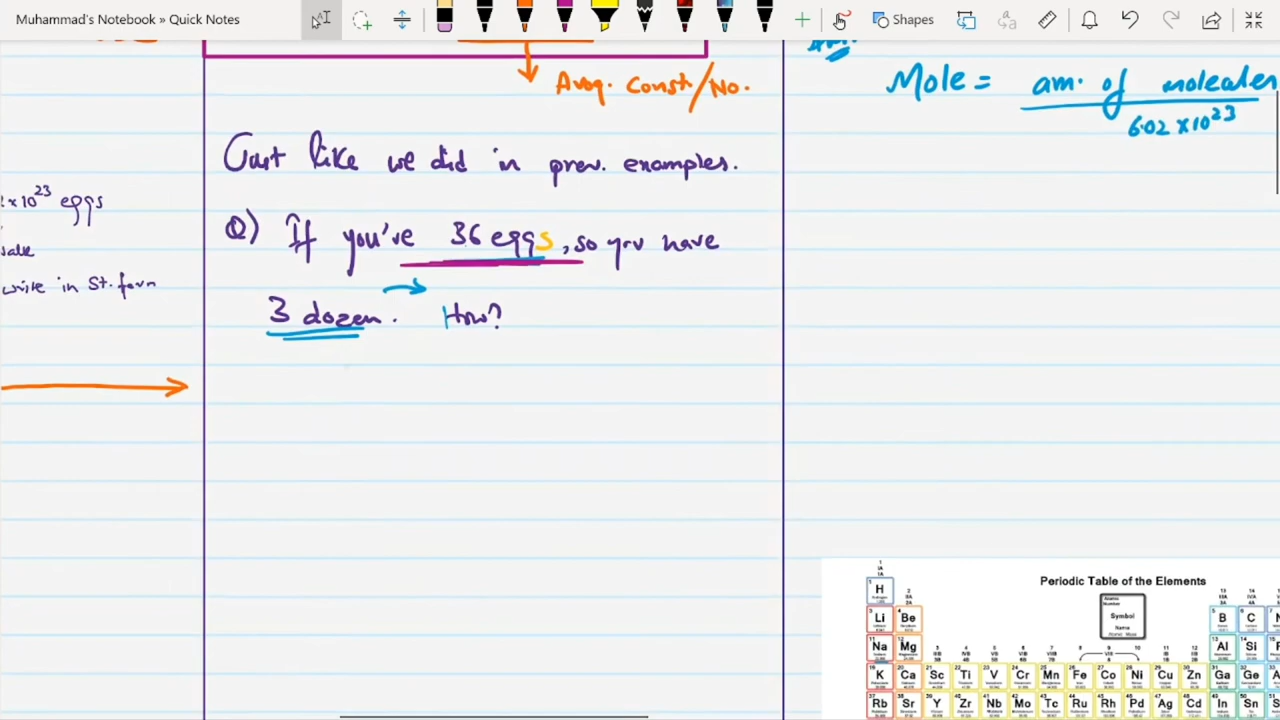 Muhammad's Notebook » Quick Notes
Shapes
Avog. Const/No.
Just like we did in prev. examples.
Q) If you've 36 eggs, so you have
3 dozen. How?
x10^23 eggs
write in St. form
Mole = am. of molecules
6.02 x 10^23
Periodic Table of the Elements
Symbol
H
Li Be B C N
Na Mg Al Si P
K Ca Sc Ti V Cr Mn Fe Co Ni Cu Zn Ga Ge
Rb Sr Y Zr Nb Mo Tc Ru Rh Pd Ag Cd In Sn